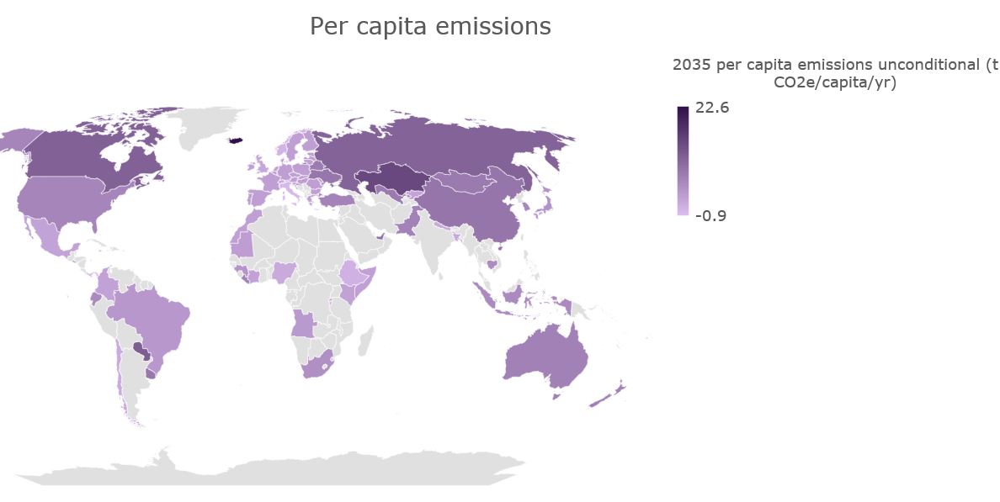 Per capita emissions
2035 per capita emissions unconditional (t
CO2e/capita/yr)
22.6
-0.9